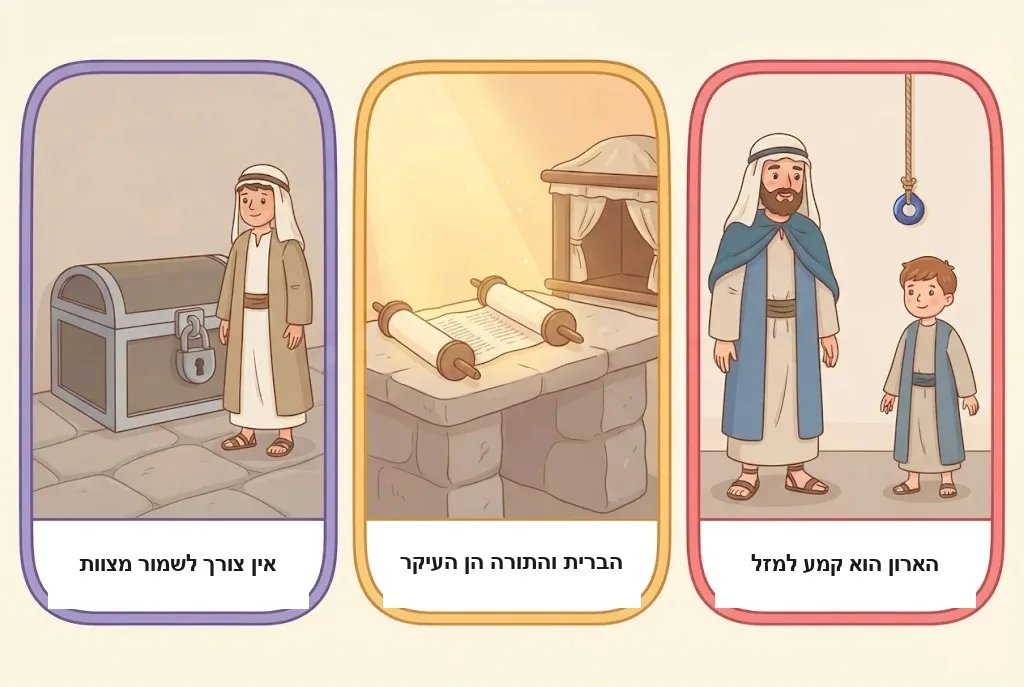 הארון הוא קמע למזל
הברית והתורה הן העיקר
אין צורך לשמור מצוות